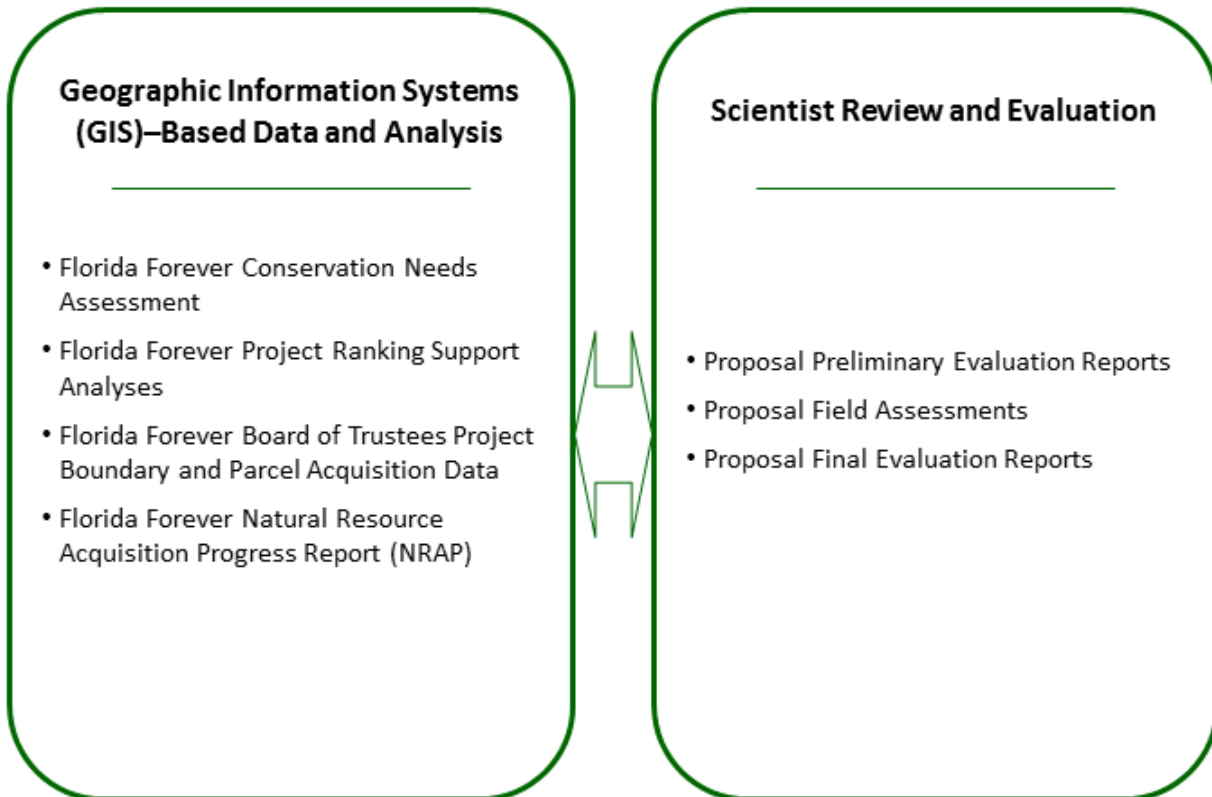 Geographic Information Systems
(GIS)–Based Data and Analysis
• Florida Forever Conservation Needs
Assessment
• Florida Forever Project Ranking Support
Analyses
• Florida Forever Board of Trustees Project
Boundary and Parcel Acquisition Data
• Florida Forever Natural Resource
Acquisition Progress Report (NRAP)
Scientist Review and Evaluation
• Proposal Preliminary Evaluation Reports
• Proposal Field Assessments
• Proposal Final Evaluation Reports